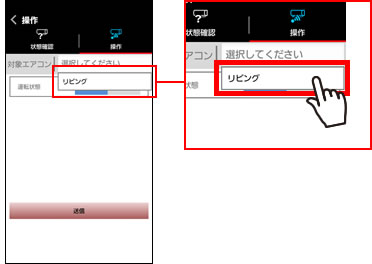 操作
状態確認 操作
対象エアコン 選択してください
リビング
運転状態
送信
状態確認 操作
アコン 選択してください
リビング
状態